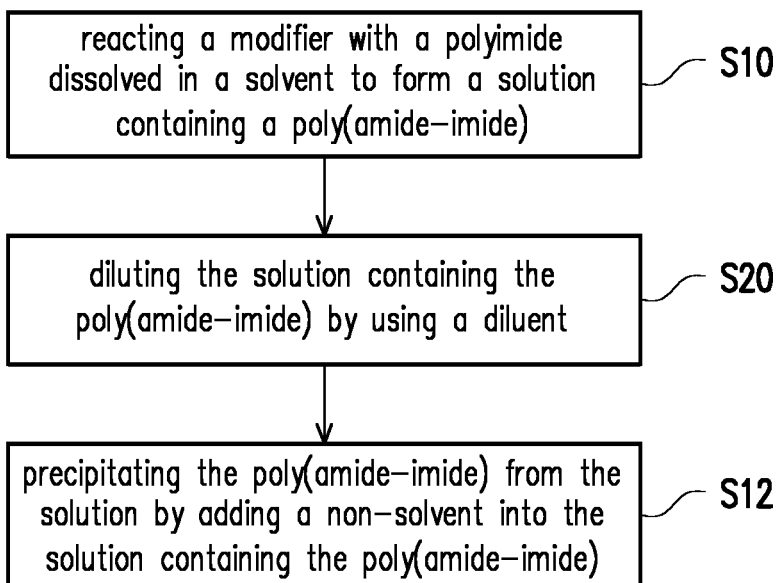 reacting a modifier with a polyimide
dissolved in a solvent to form a solution
containing a poly(amide-imide)
S10
diluting the solution containing the
poly(amide-imide) by using a diluent
S20
precipitating the poly(amide-imide) from the
solution by adding a non-solvent into the
solution containing the poly(amide-imide)
S12